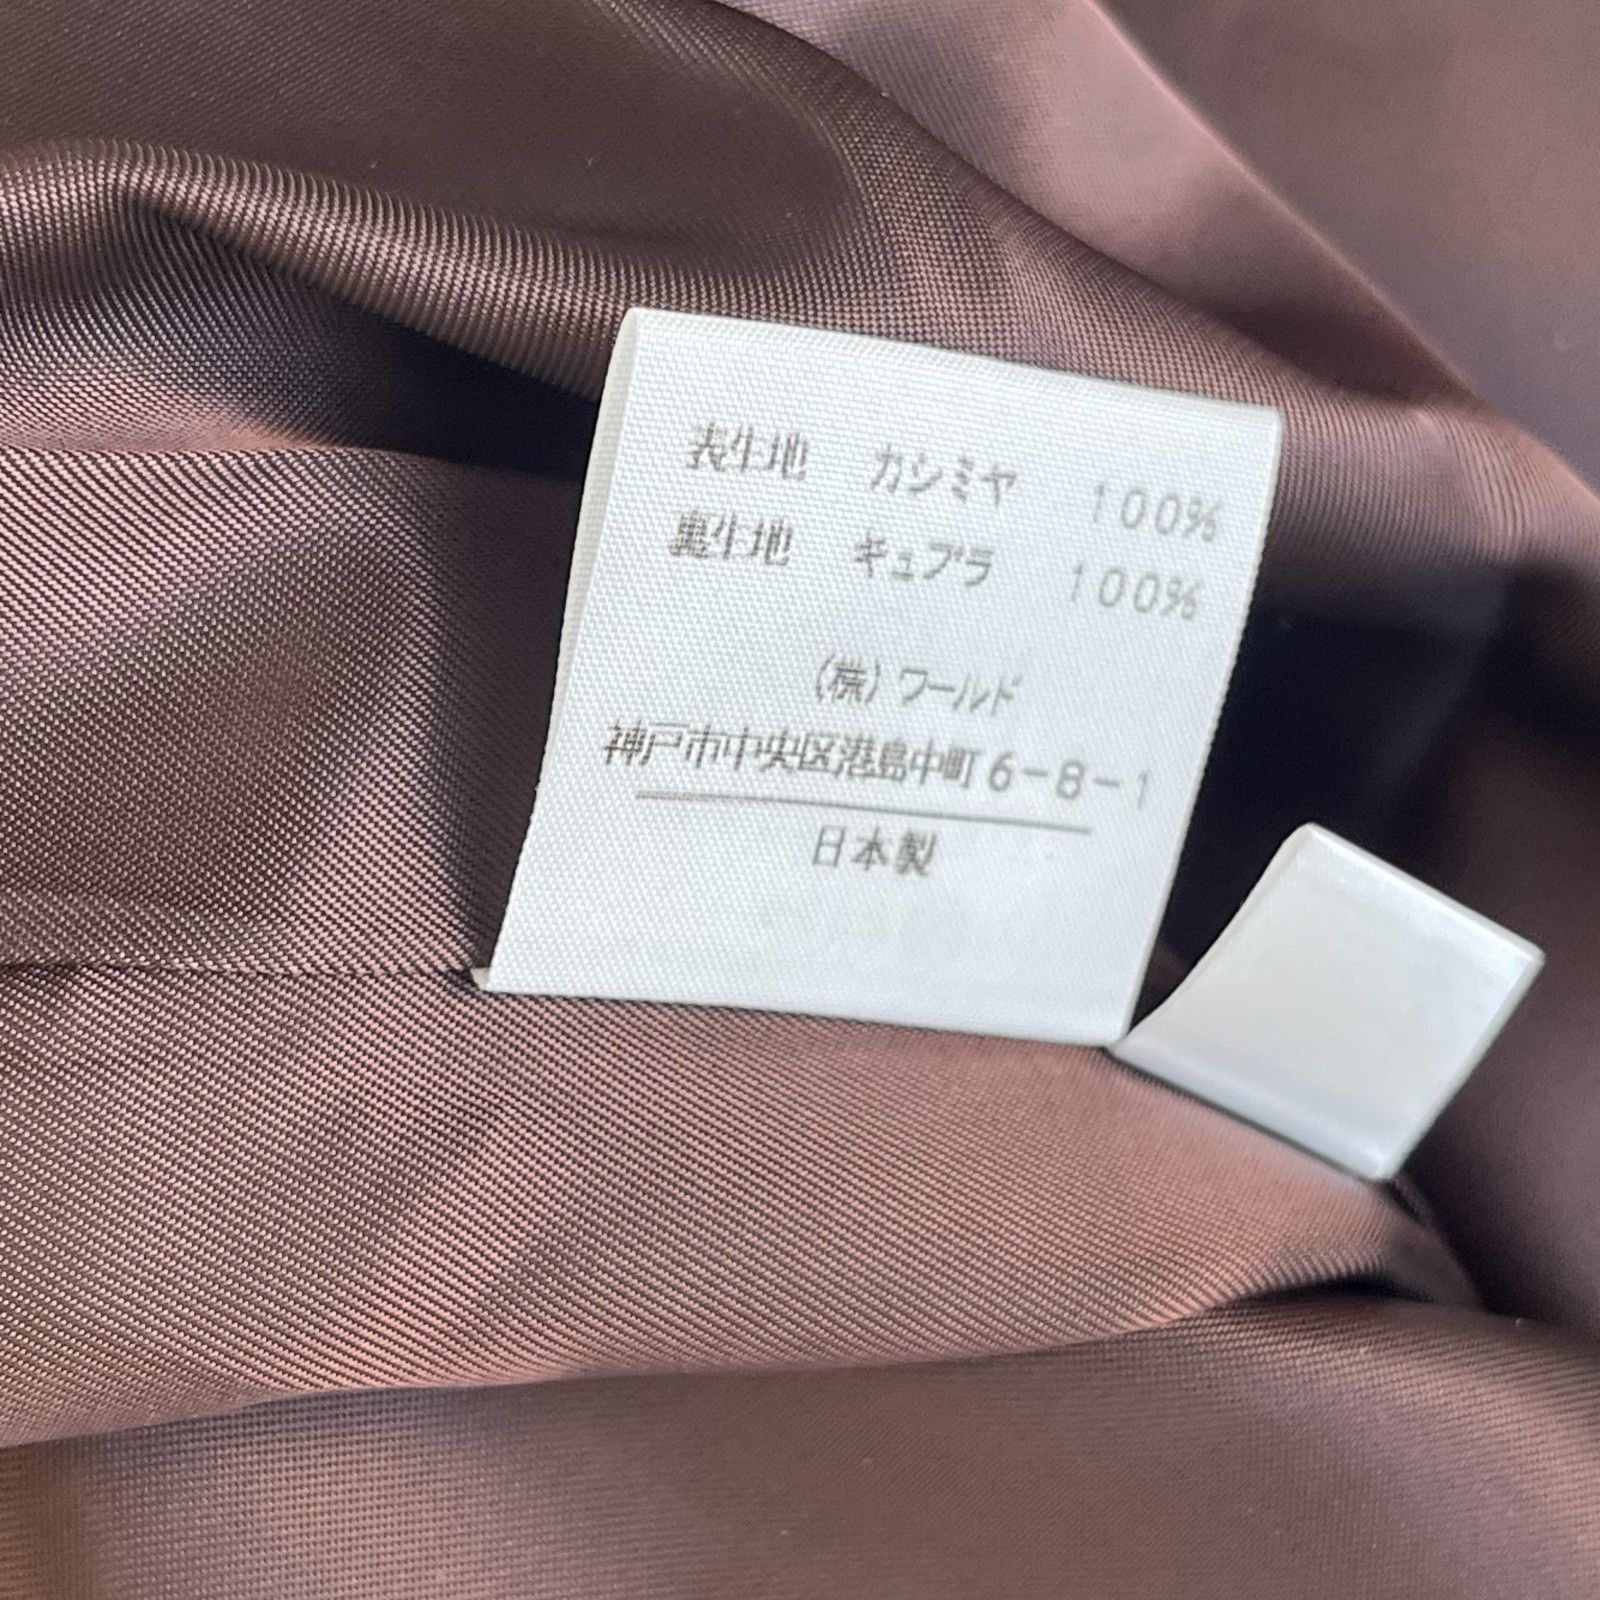 表生地 カシミヤ 100%
裏生地 キュプラ 100%
(株)ワールド
神戸市中央区港島中町6-8-1
日本製